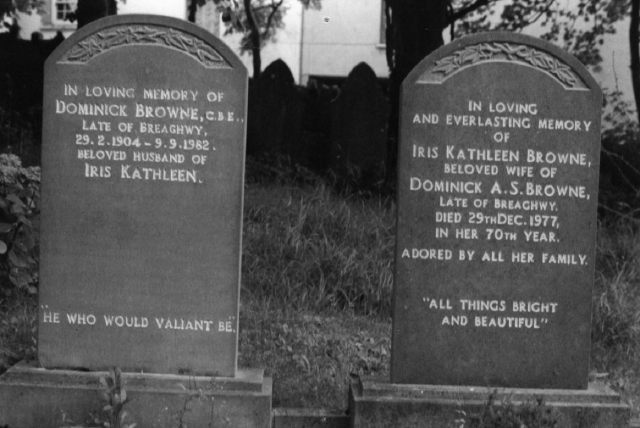 IN LOVING MEMORY OF
DOMINICK BROWNE, C.B.E.,
LATE OF BREAGHWY,
29.2.1904 - 9.9.1982.
BELOVED HUSBAND OF
IRIS KATHLEEN.
"HE WHO WOULD VALIANT BE".
IN LOVING
AND EVERLASTING MEMORY
OF
IRIS KATHLEEN BROWNE,
BELOVED WIFE OF
DOMINICK A.S. BROWNE,
LATE OF BREAGHWY.
DIED 29TH DEC. 1977,
IN HER 70TH YEAR.
ADORED BY ALL HER FAMILY.
"ALL THINGS BRIGHT
AND BEAUTIFUL"